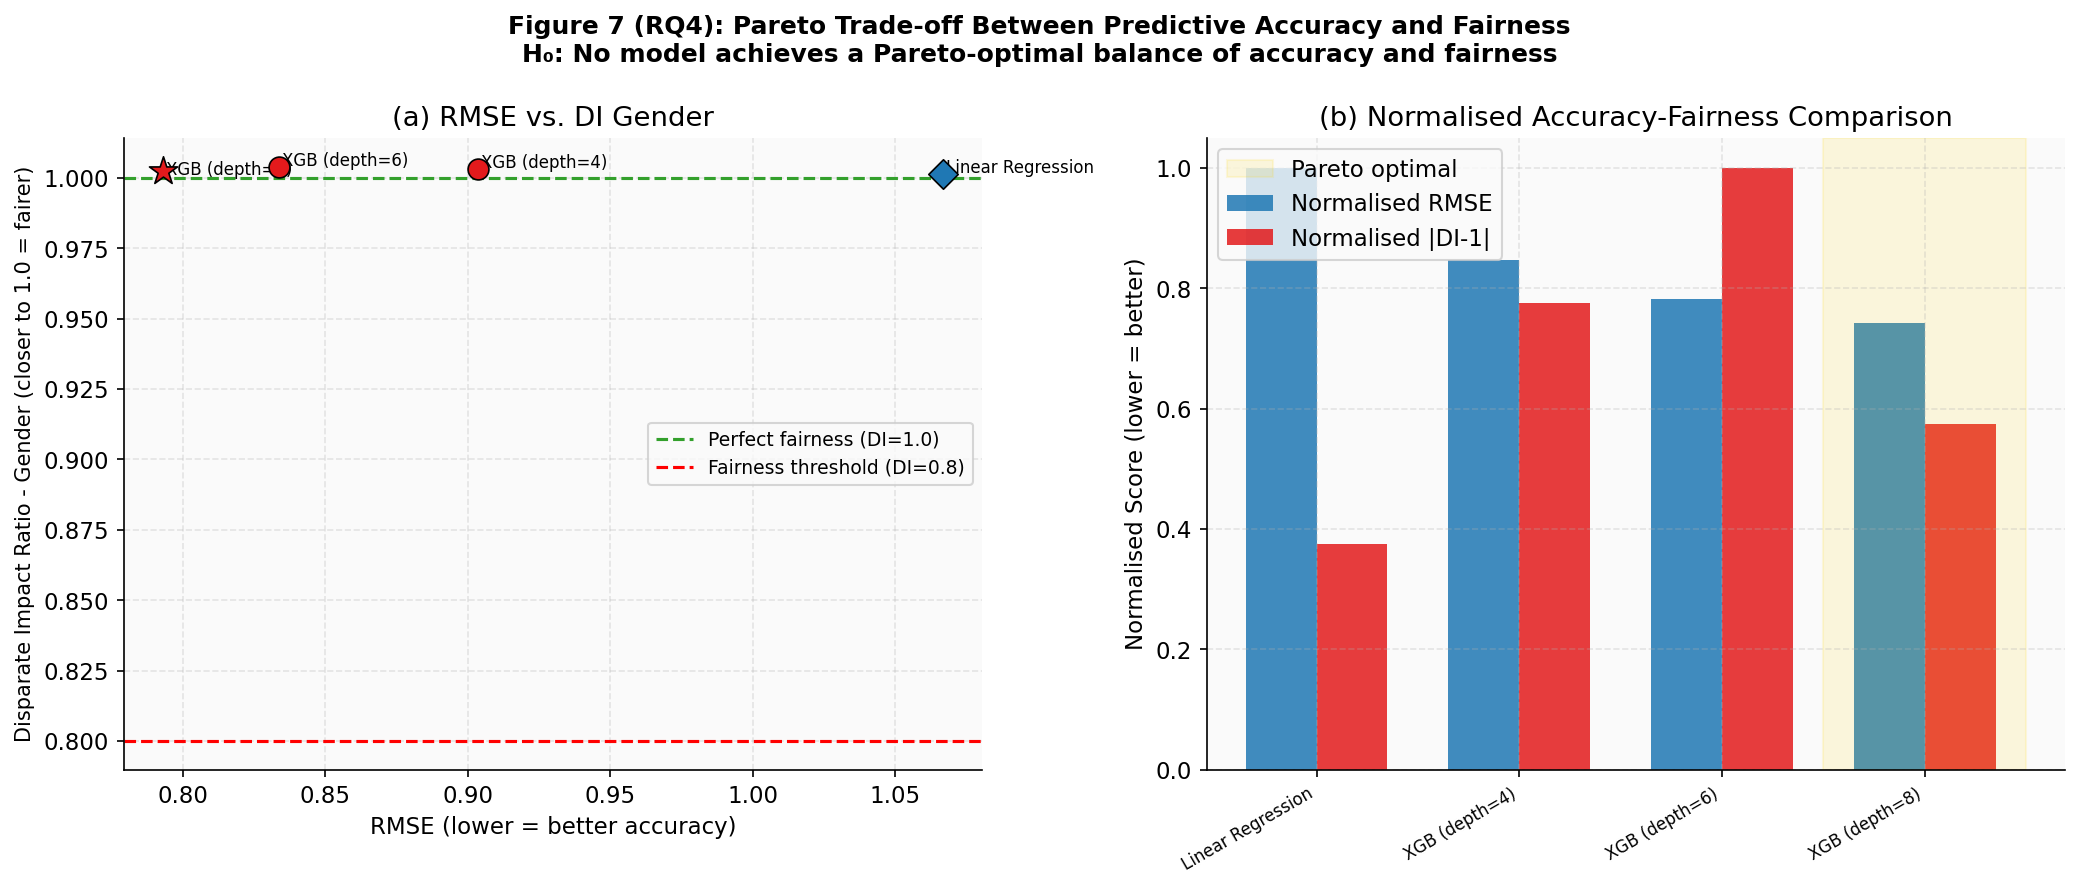 Figure 7 (RQ4): Pareto Trade-off Between Predictive Accuracy and Fairness
H₀: No model achieves a Pareto-optimal balance of accuracy and fairness
(a) RMSE vs. DI Gender
Disparate Impact Ratio - Gender (closer to 1.0 = fairer)
1.000
0.975
0.950
0.925
0.900
0.875
0.850
0.825
0.800
XGB (depth=
XGB (depth=6)
XGB (depth=4)
Linear Regression
Perfect fairness (DI=1.0)
Fairness threshold (DI=0.8)
0.80
0.85
0.90
0.95
1.00
1.05
RMSE (lower = better accuracy)
(b) Normalised Accuracy-Fairness Comparison
Normalised Score (lower = better)
1.0
0.8
0.6
0.4
0.2
0.0
Pareto optimal
Normalised RMSE
Normalised |DI-1|
Linear Regression
XGB (depth=4)
XGB (depth=6)
XGB (depth=8)